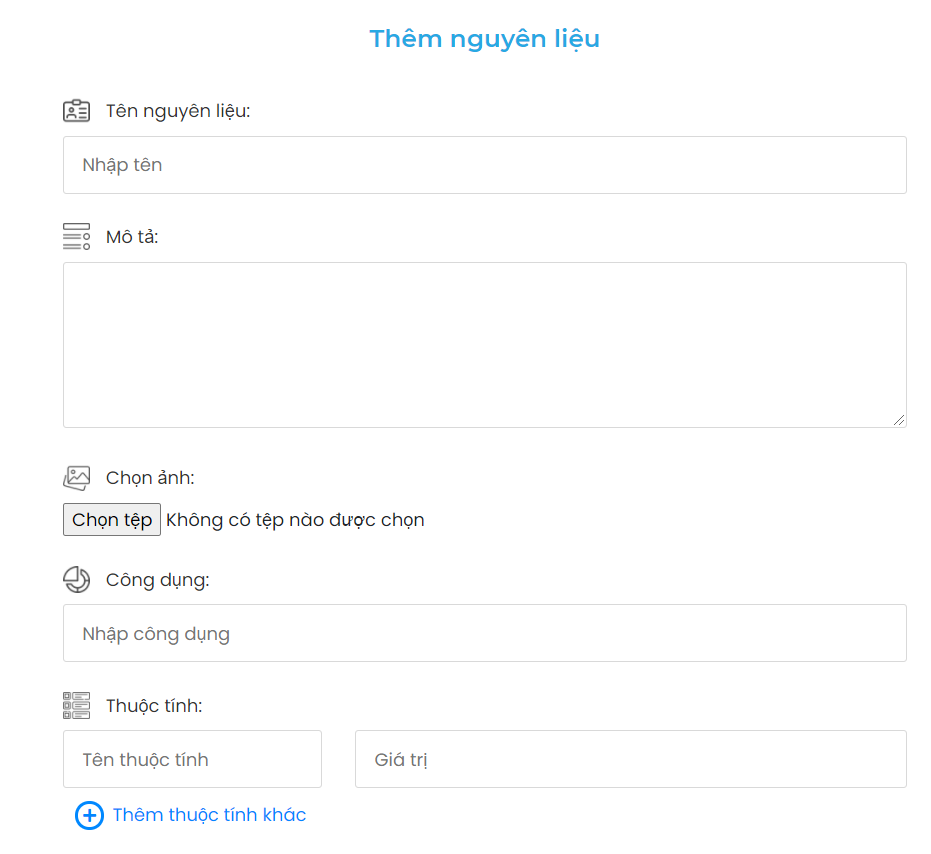 Thêm nguyên liệu
Tên nguyên liệu:
Nhập tên
Mô tả:
Chọn ảnh:
Chọn tệp Không có tệp nào được chọn
Công dụng:
Nhập công dụng
Thuộc tính:
Tên thuộc tính Giá trị
Thêm thuộc tính khác